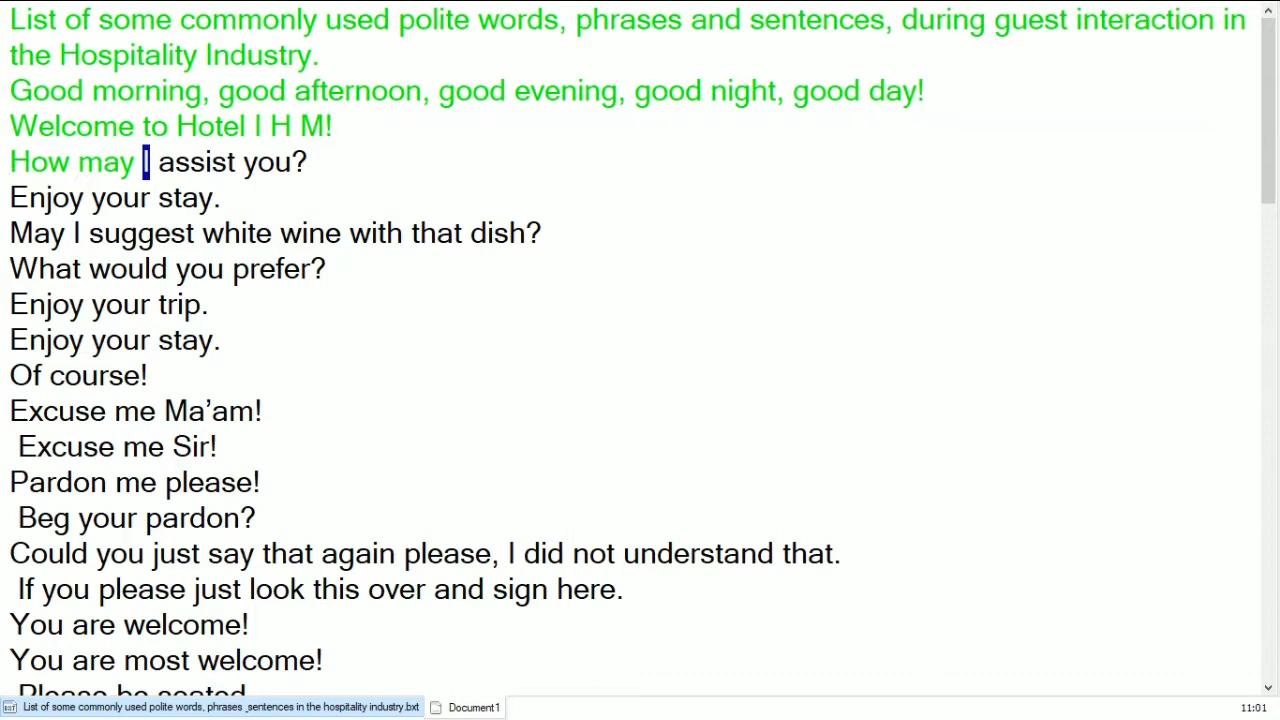 List of some commonly used polite words, phrases and sentences, during guest interaction in
the Hospitality Industry.
Good morning, good afternoon, good evening, good night, good day!
Welcome to Hotel I H M!
How may I assist you?
Enjoy your stay.
May I suggest white wine with that dish?
What would you prefer?
Enjoy your trip.
Enjoy your stay.
Of course!
Excuse me Ma’am!
Excuse me Sir!
Pardon me please!
Beg your pardon?
Could you just say that again please, I did not understand that.
If you please just look this over and sign here.
You are welcome!
You are most welcome!
Please be seated
List of some commonly used polite words, phrases _sentences in the hospitality industry.bxt
Document1
11:01